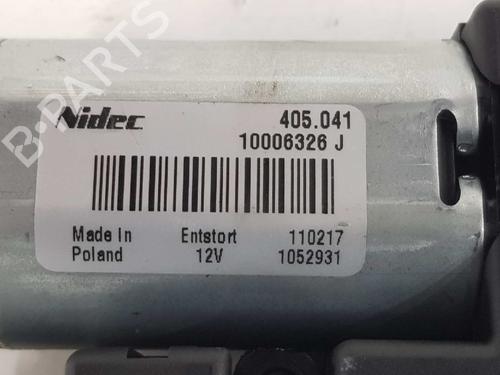 Nidec 405.041
10006326 J
Made in Entstort 110217
Poland 12V 1052931
B-PARTS